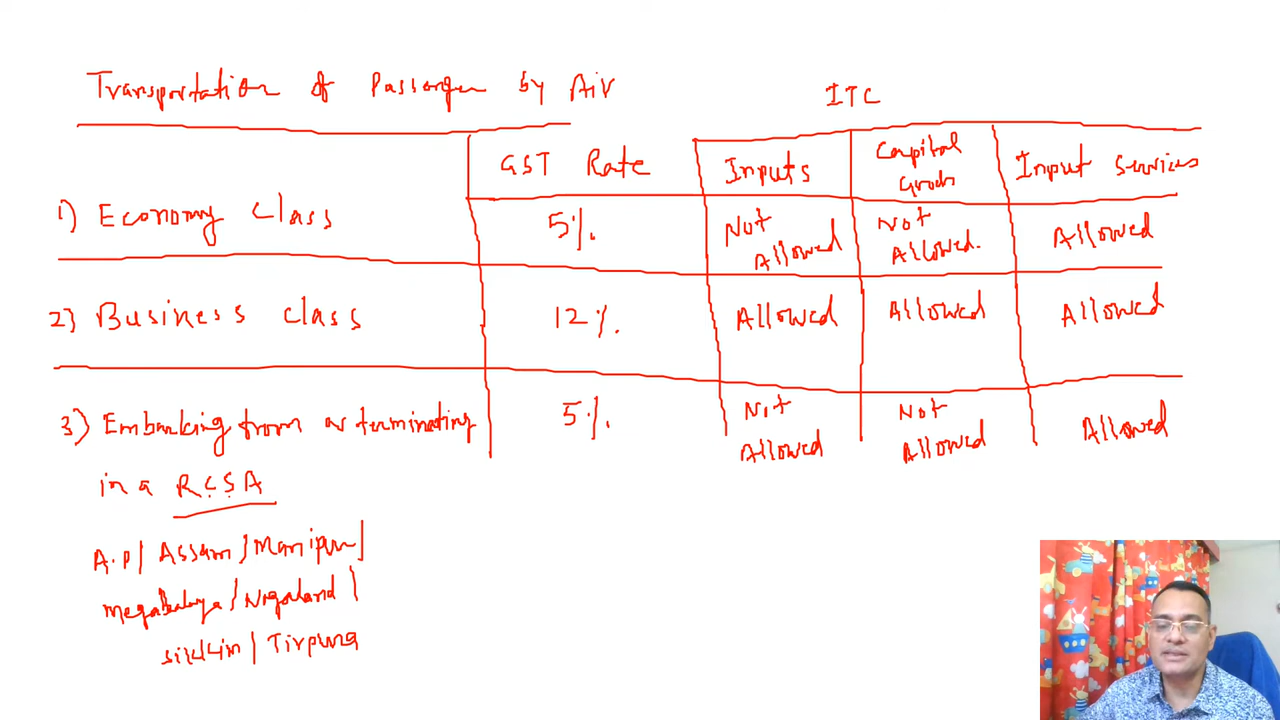 Transportation of Passenger by Air
ITC
GST Rate Inputs Capital Goods Input Services
1) Economy class 5%. Not Allowed Not Allowed. Allowed
2) Business class 12%. Allowed Allowed Allowed
3) Embarking from or terminating 5%. Not Allowed Not Allowed Allowed
in a RCSA
A.P/ Assam/ Manipur/
Megahalaya/ Nagaland/
Sikkim/ Tirpura